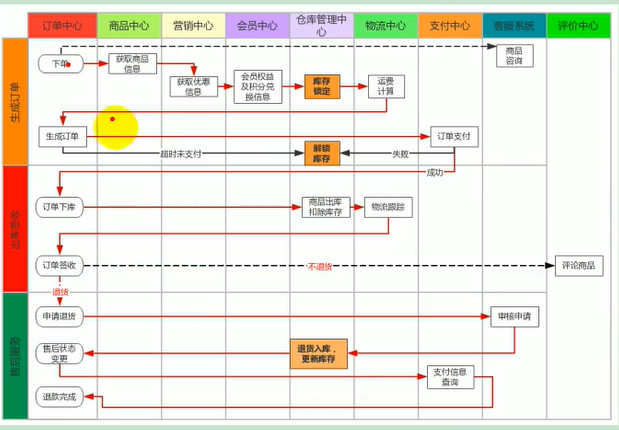 订单中心
商品中心
营销中心
会员中心
仓库管理中
心
物流中心
支付中心
客服系统
评价中心
生成订单
下单
获取商品
信息
获取优惠
信息
会员权益
及积分兑
换信息
库存
锁定
运费
计算
商品
咨询
生成订单
订单支付
超时未支付
解锁
库存
失败
成功
出库签收
订单下库
商品出库
扣除库存
物流跟踪
订单签收
不退货
评论商品
退货
售后服务
申请退货
审核申请
售后状态
变更
退货入库，
更新库存
支付信息
查询
退款完成